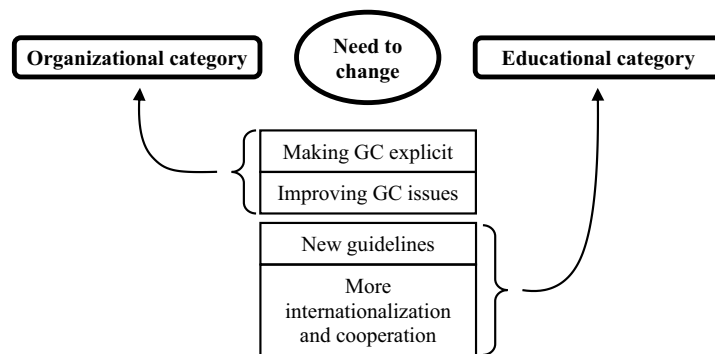 Organizational category
Need to
change
Educational category
Making GC explicit
Improving GC issues
New guidelines
More
internationalization
and cooperation